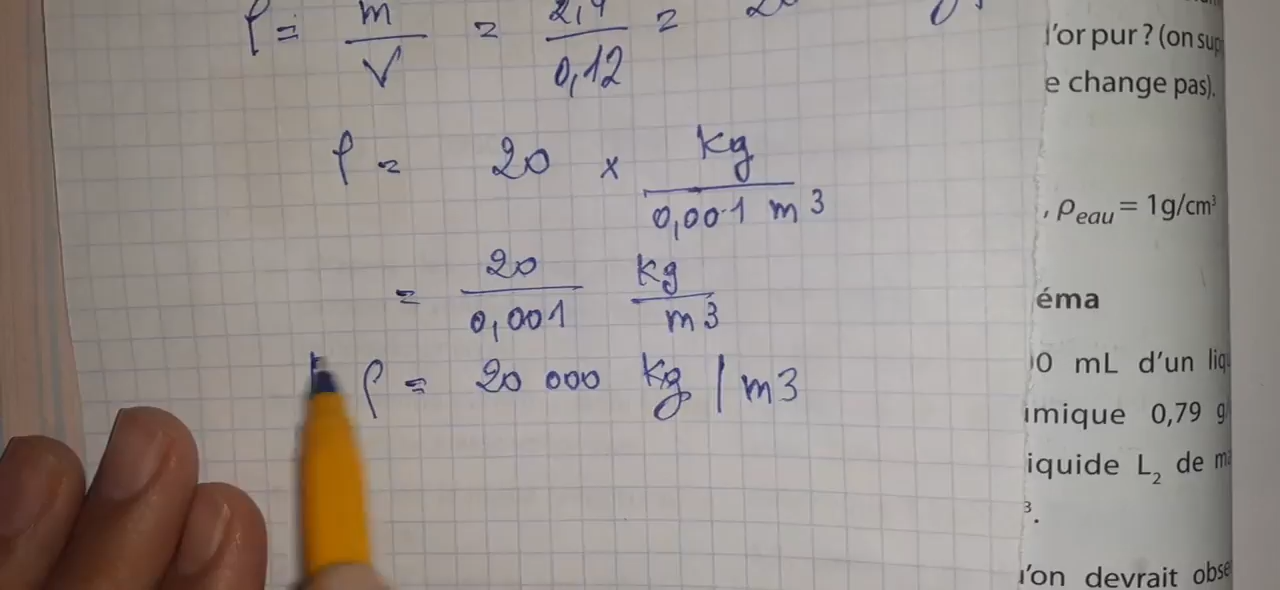 ρ = m / V = 2,4 / 0,12 = 20
ρ = 20 × kg / 0,001 m3
= 20 / 0,001 kg / m3
ρ = 20 000 kg / m3
l'or pur ? (on sup
e change pas).
, ρeau = 1g/cm³
éma
0 mL d'un liq
imique 0,79 g
iquide L2 de m
3.
l'on devrait obse